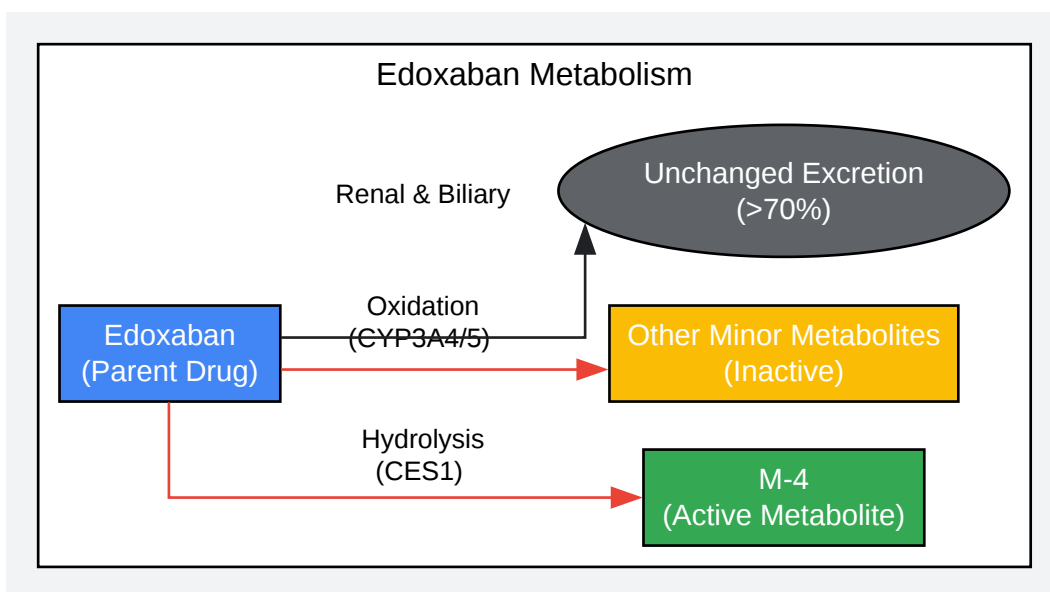 Edoxaban Metabolism
Unchanged Excretion
(>70%)
Renal & Biliary
Oxidation
(CYP3A4/5)
Edoxaban
(Parent Drug)
Other Minor Metabolites
(Inactive)
Hydrolysis
(CES1)
M-4
(Active Metabolite)